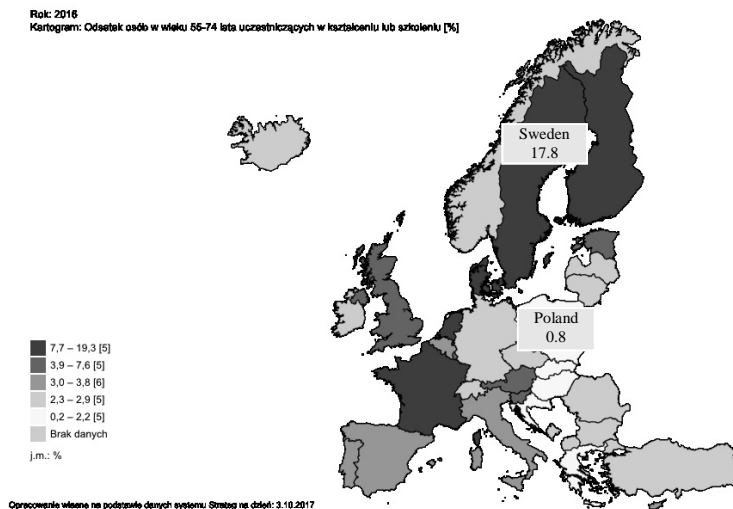 Rok: 2016
Kartogram: Odsetek osób w wieku 55-74 lata uczestniczących w kształceniu lub szkoleniu [%]
Sweden
17.8
Poland
0.8
7,7 – 19,3 [5]
3,9 – 7,6 [5]
3,0 – 3,8 [6]
2,3 – 2,9 [5]
0,2 – 2,2 [5]
Brak danych
j.m.: %
Opracowanie własne na podstawie danych systemu Strateg na dzień: 3.10.2017